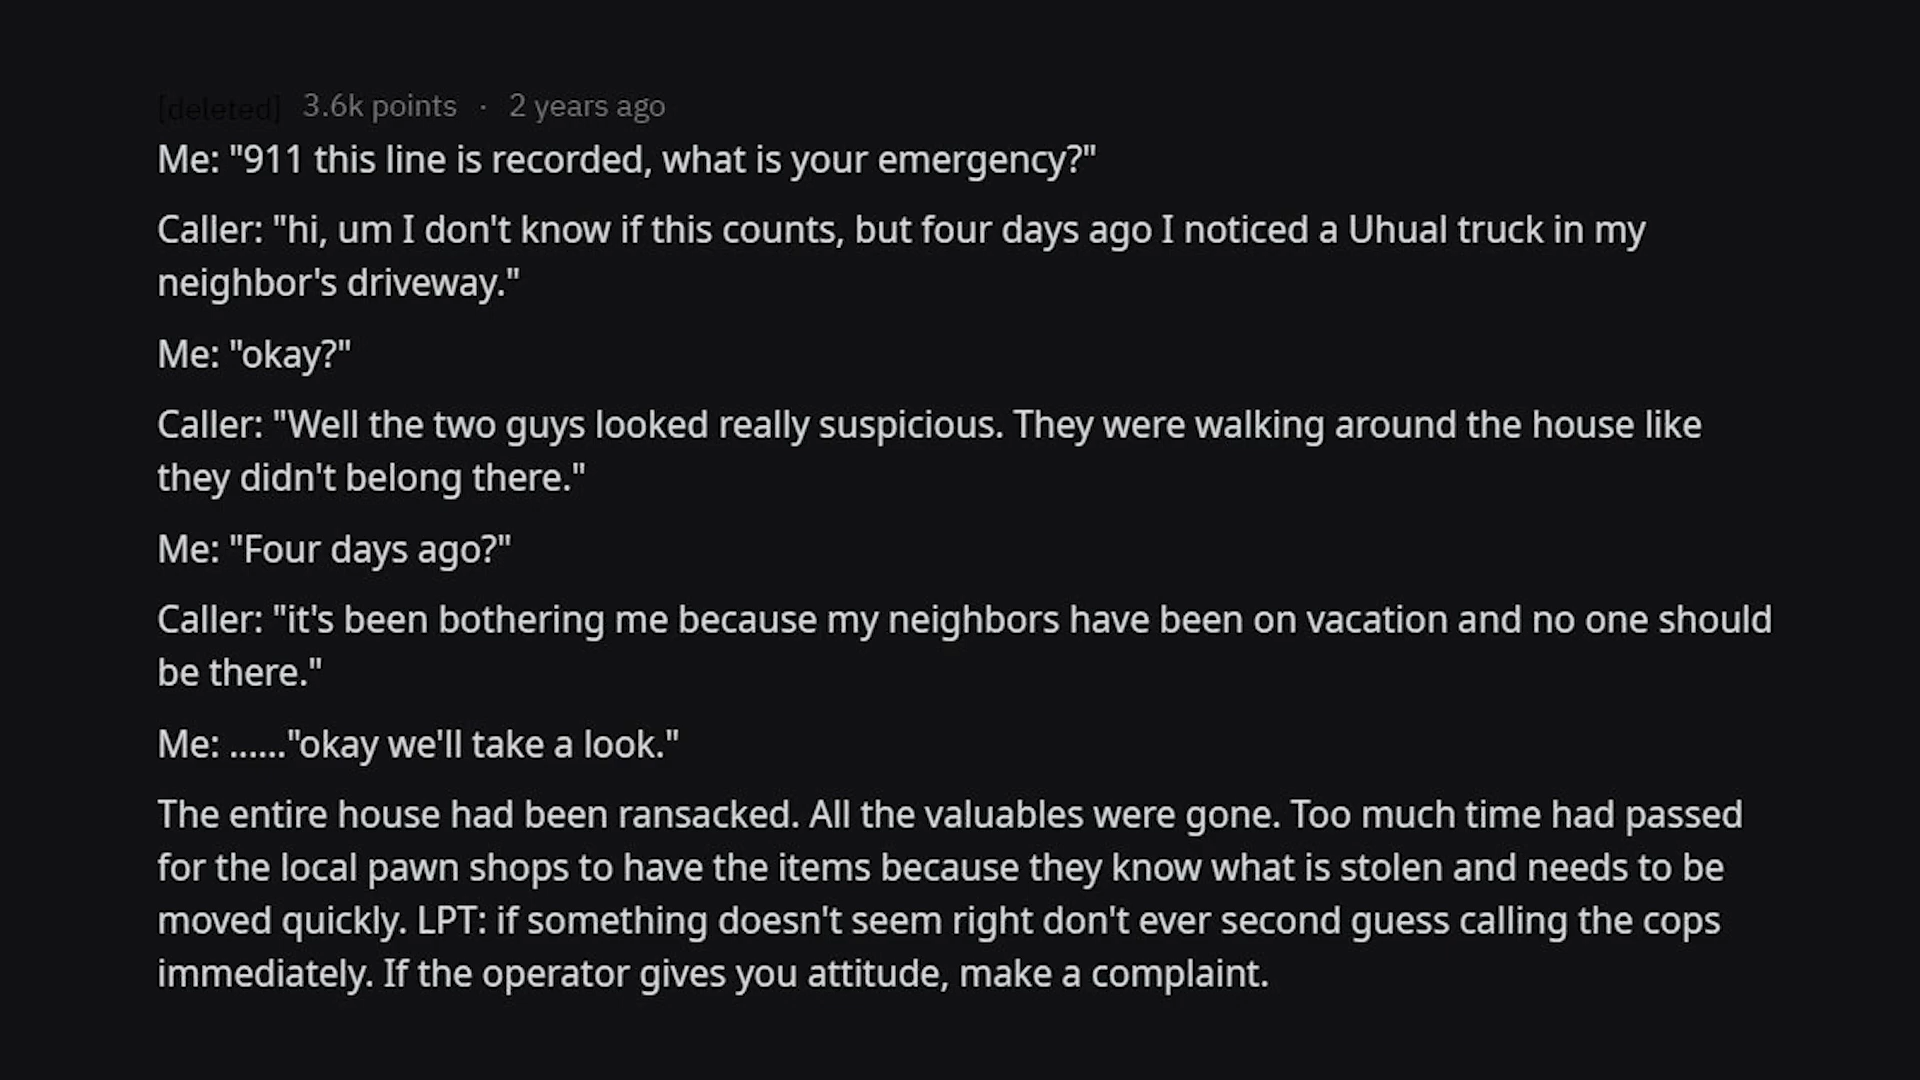 [deleted] 3.6k points · 2 years ago
Me: "911 this line is recorded, what is your emergency?"
Caller: "hi, um I don't know if this counts, but four days ago I noticed a Uhual truck in my
neighbor's driveway."
Me: "okay?"
Caller: "Well the two guys looked really suspicious. They were walking around the house like
they didn't belong there."
Me: "Four days ago?"
Caller: "it's been bothering me because my neighbors have been on vacation and no one should
be there."
Me: ......"okay we'll take a look."
The entire house had been ransacked. All the valuables were gone. Too much time had passed
for the local pawn shops to have the items because they know what is stolen and needs to be
moved quickly. LPT: if something doesn't seem right don't ever second guess calling the cops
immediately. If the operator gives you attitude, make a complaint.